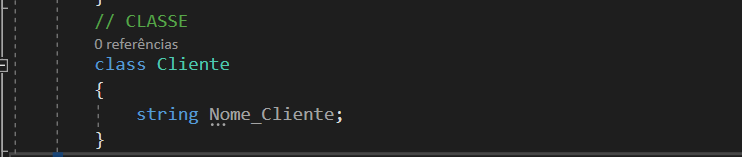 }
// CLASSE
0 referências
class Cliente
{
string Nome_Cliente;
}